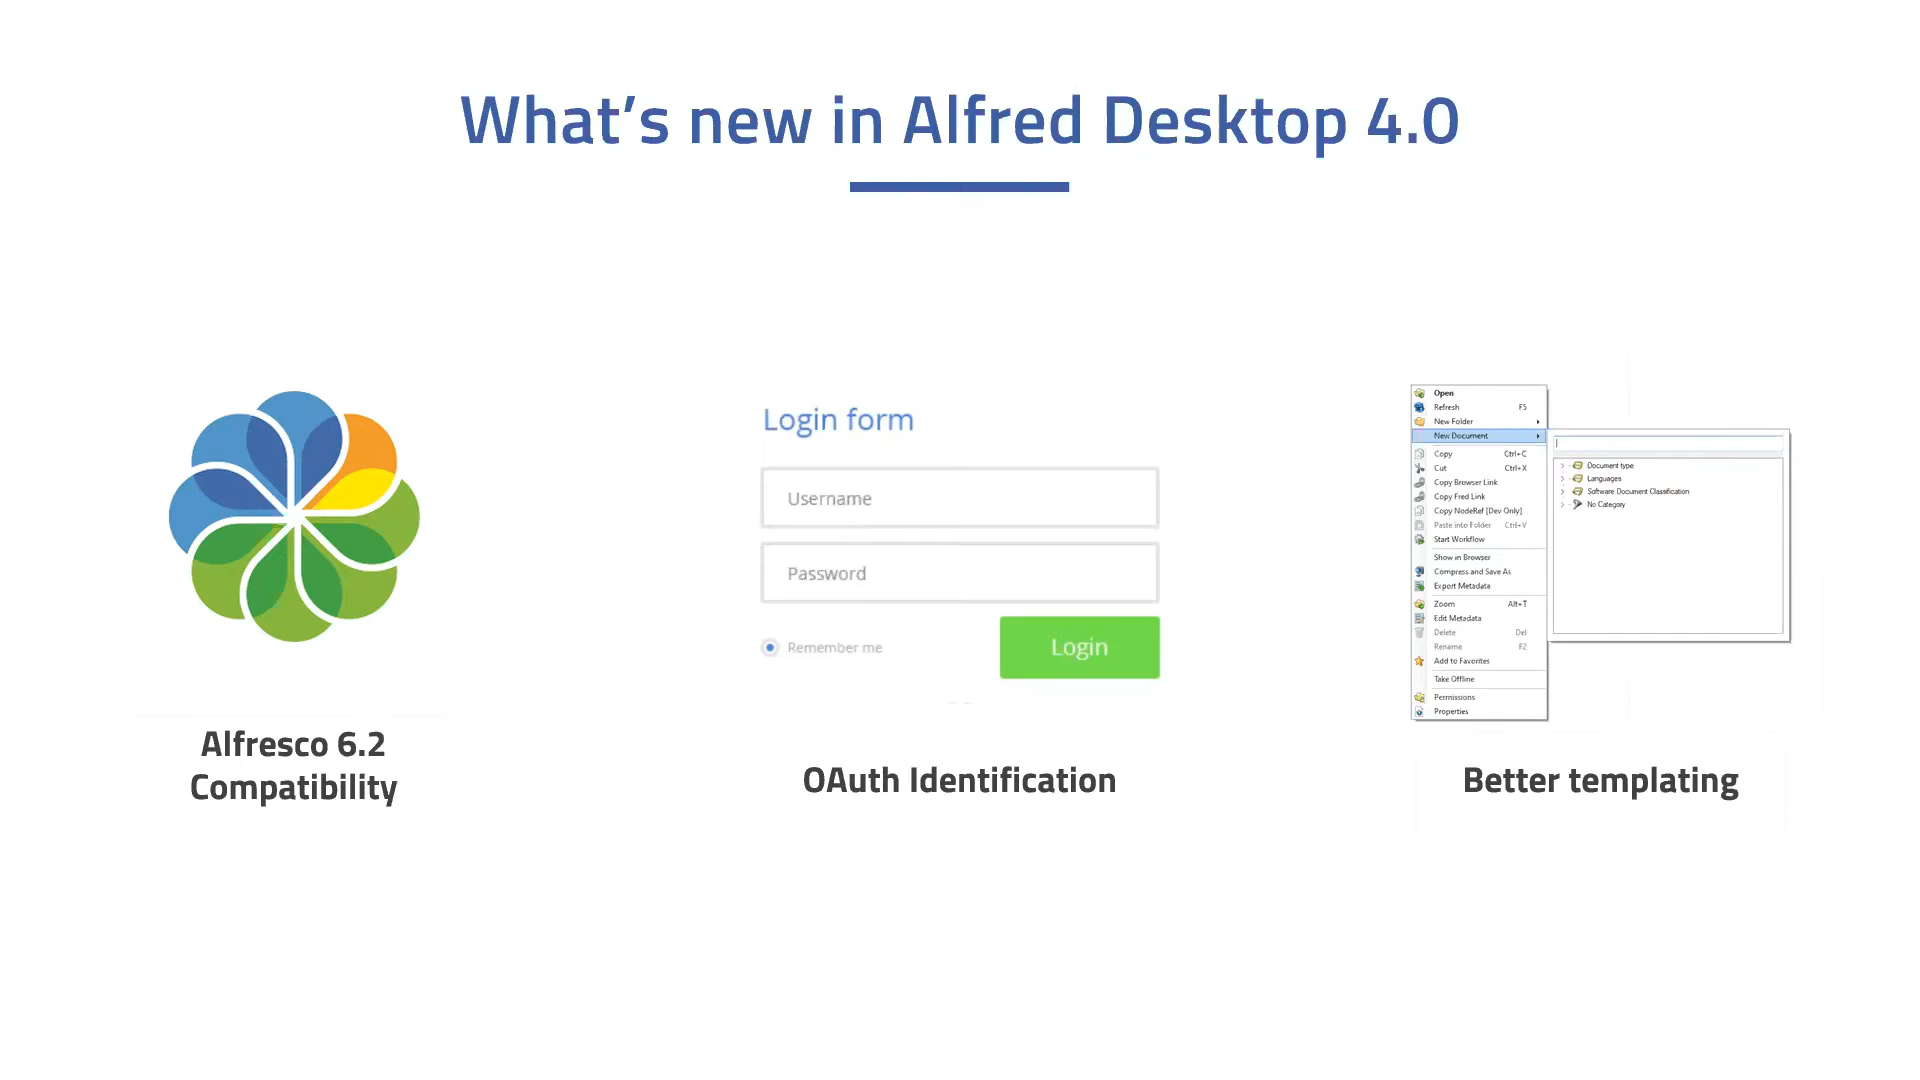 What's new in Alfred Desktop 4.0
Alfresco 6.2
Compatibility
Login form
Username
Password
Remember me
Login
OAuth Identification
Open
Refresh F5
New Folder
New Document
Copy Ctrl+C
Cut Ctrl+X
Copy Browser Link
Copy Fred Link
Copy NodeRef [Dev Only]
Paste into Folder Ctrl+V
Start Workflow
Show in Browser
Compress and Save As
Export Metadata
Zoom Alt+T
Edit Metadata
Delete Del
Rename F2
Add to Favorites
Take Offline
Permissions
Properties
Document type
Languages
Software Document Classification
No Category
Better templating